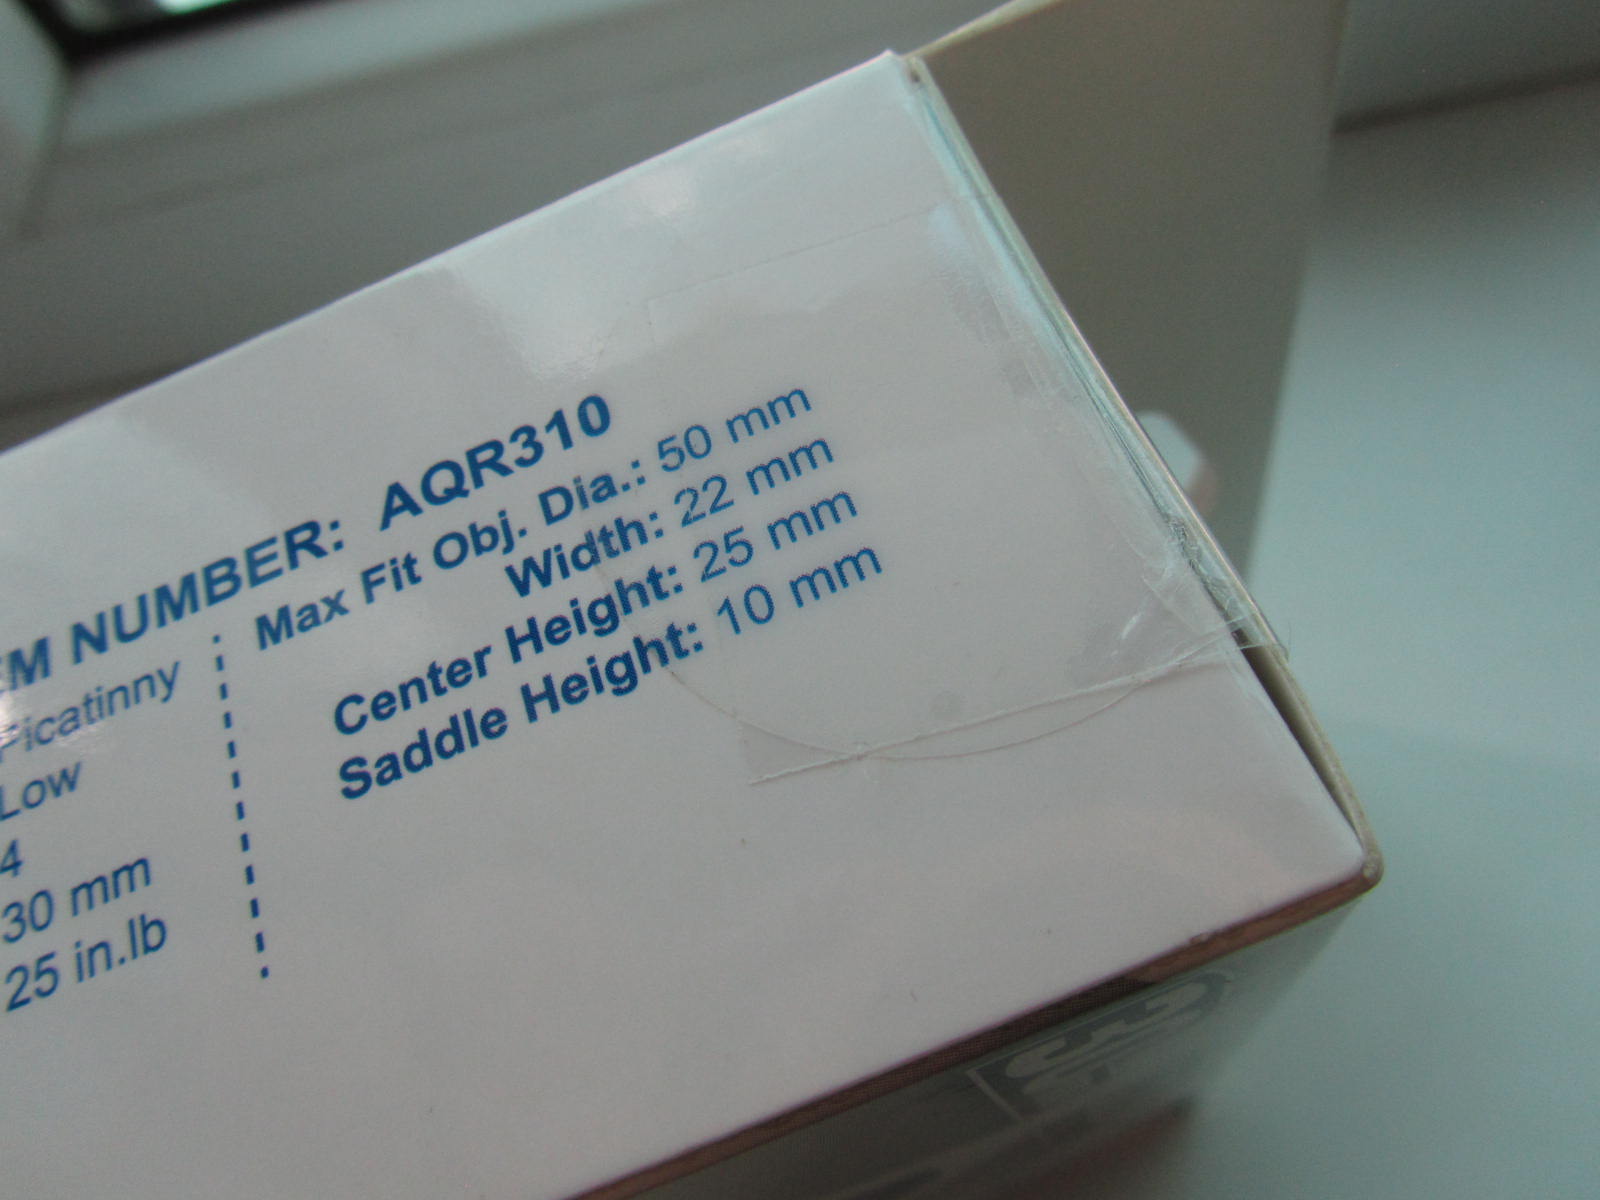 EM NUMBER: AQR310
Picatinny
Low
4
30 mm
25 in.lb
Max Fit Obj. Dia.: 50 mm
Width: 22 mm
Center Height: 25 mm
Saddle Height: 10 mm